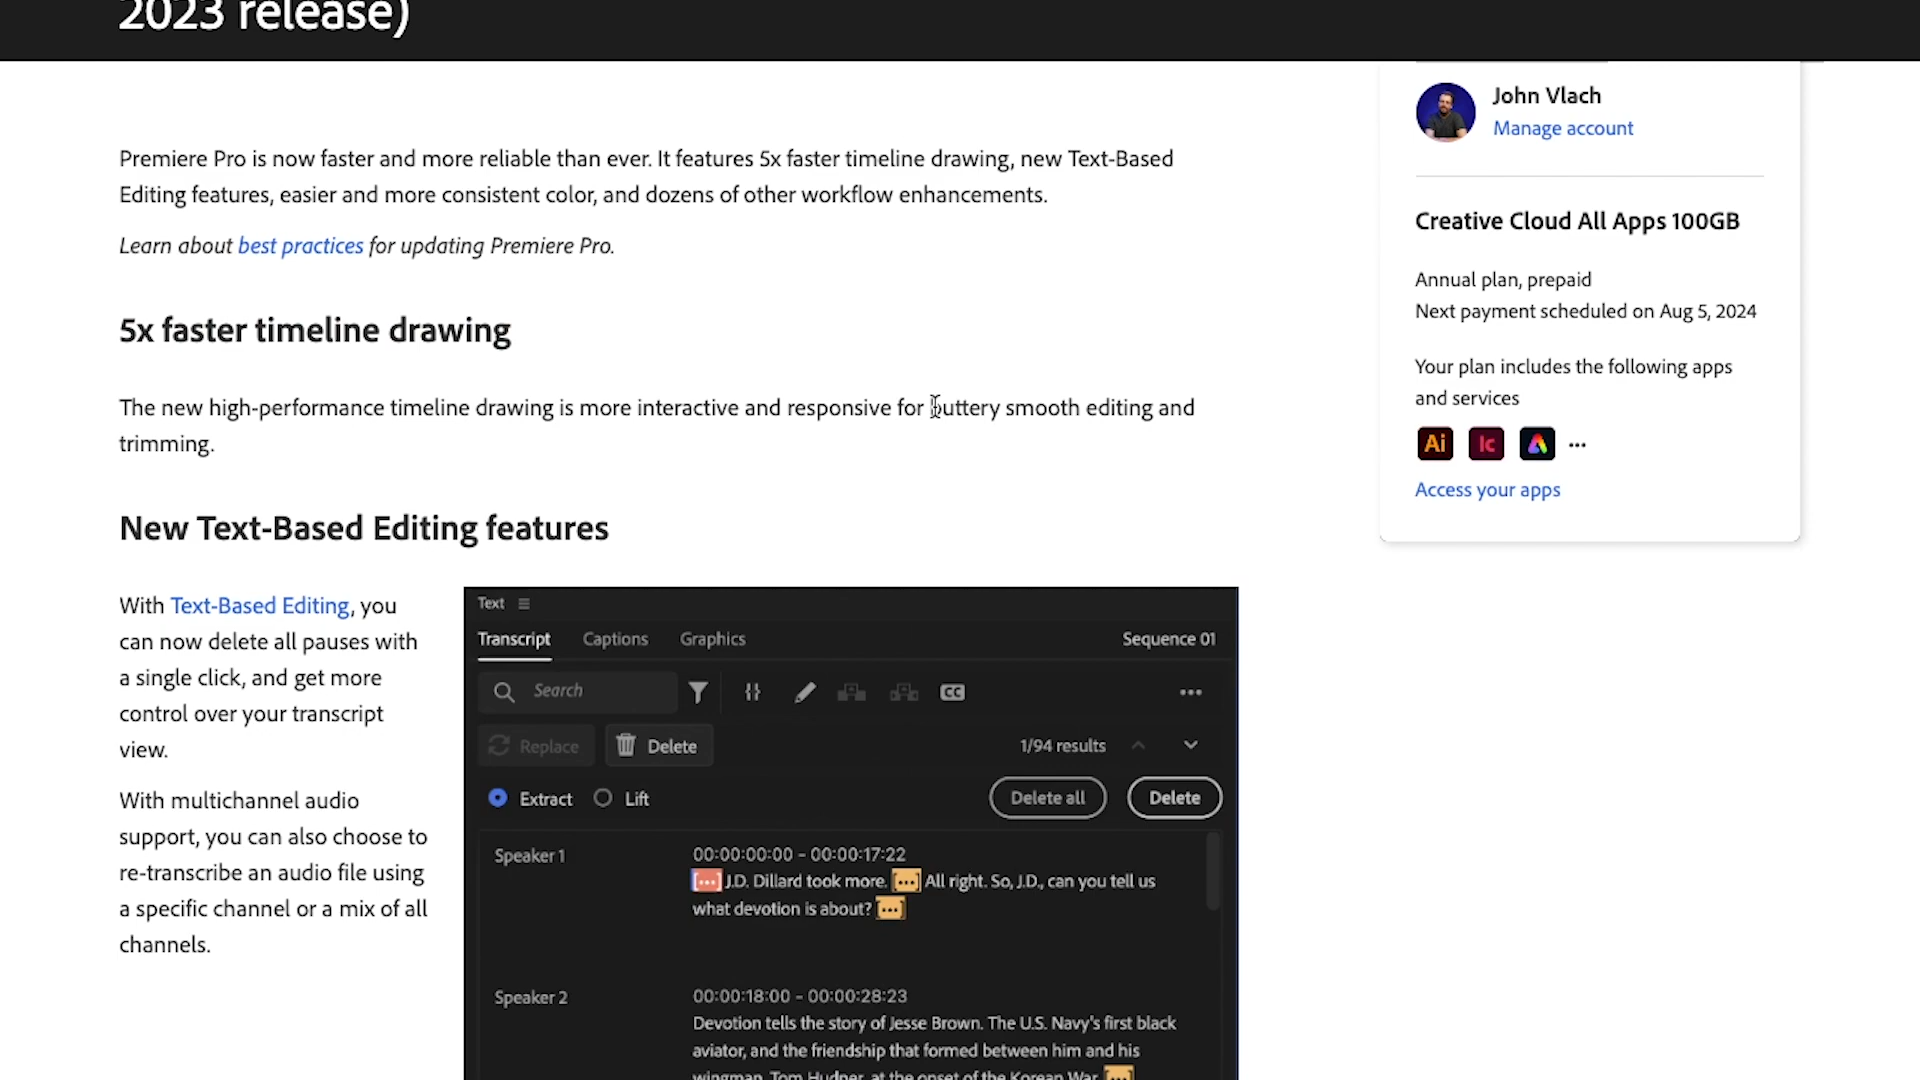 2023 release)
John Vlach
Manage account
Premiere Pro is now faster and more reliable than ever. It features 5x faster timeline drawing, new Text-Based
Editing features, easier and more consistent color, and dozens of other workflow enhancements.
Learn about best practices for updating Premiere Pro.
Creative Cloud All Apps 100GB
Annual plan, prepaid
Next payment scheduled on Aug 5, 2024
Your plan includes the following apps
and services
Ai Ic
Access your apps
5x faster timeline drawing
The new high-performance timeline drawing is more interactive and responsive for buttery smooth editing and
trimming.
New Text-Based Editing features
With Text-Based Editing, you
can now delete all pauses with
a single click, and get more
control over your transcript
view.
With multichannel audio
support, you can also choose to
re-transcribe an audio file using
a specific channel or a mix of all
channels.
Text
Transcript Captions Graphics Sequence 01
Search CC
Replace Delete 1/94 results
Extract Lift Delete all Delete
Speaker 1 00:00:00:00 - 00:00:17:22
[...] J.D. Dillard took more. [...] All right. So, J.D., can you tell us
what devotion is about? [...]
Speaker 2 00:00:18:00 - 00:00:28:23
Devotion tells the story of Jesse Brown. The U.S. Navy's first black
aviator, and the friendship that formed between him and his
wingman, Tom Hudner, at the onset of the Korean War. [...]